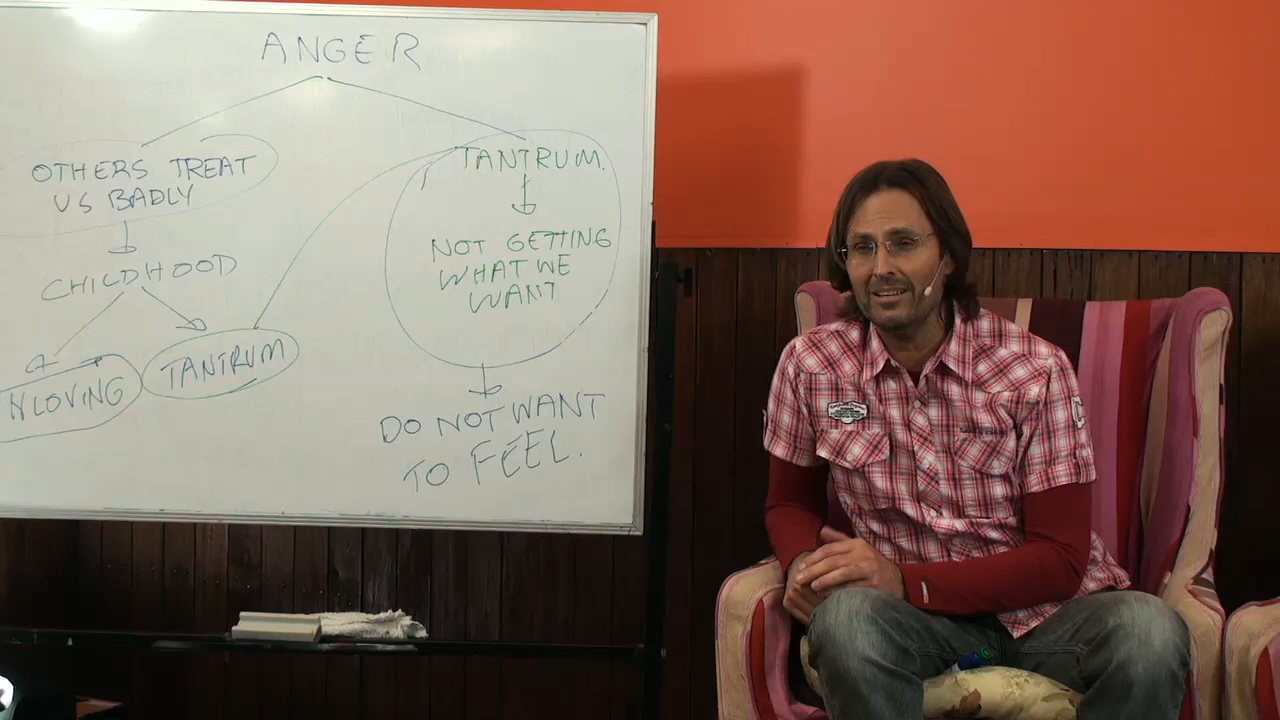 ANGER
OTHERS TREAT
US BADLY
CHILDHOOD
NLOVING
TANTRUM
TANTRUM.
NOT GETTING
WHAT WE
WANT
DO NOT WANT
TO FEEL.